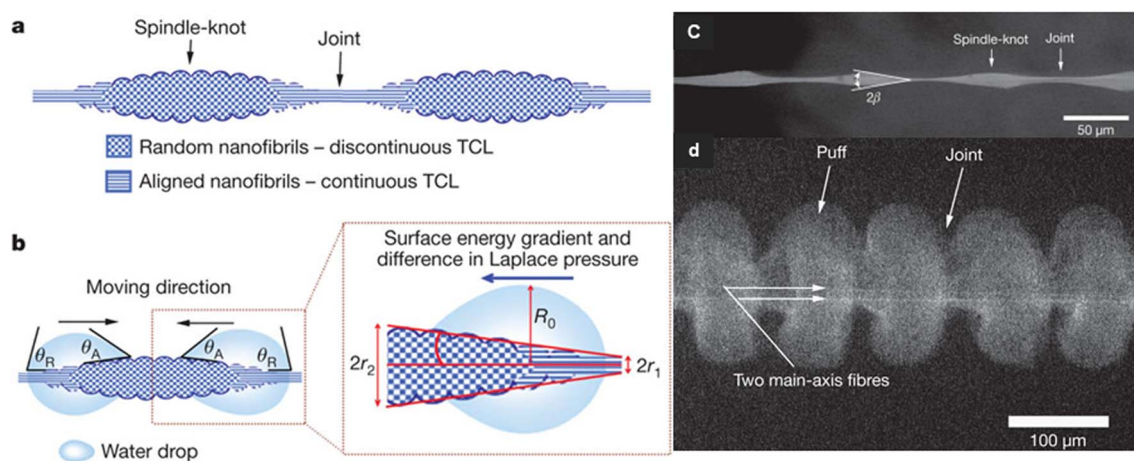 a
Spindle-knot
Joint
Random nanofibrils – discontinuous TCL
Aligned nanofibrils – continuous TCL
b
Moving direction
θR
θA
θA
θR
Water drop
Surface energy gradient and
difference in Laplace pressure
R0
2r2
2r1
C
Spindle-knot
Joint
2β
50 µm
d
Puff
Joint
Two main-axis fibres
100 µm